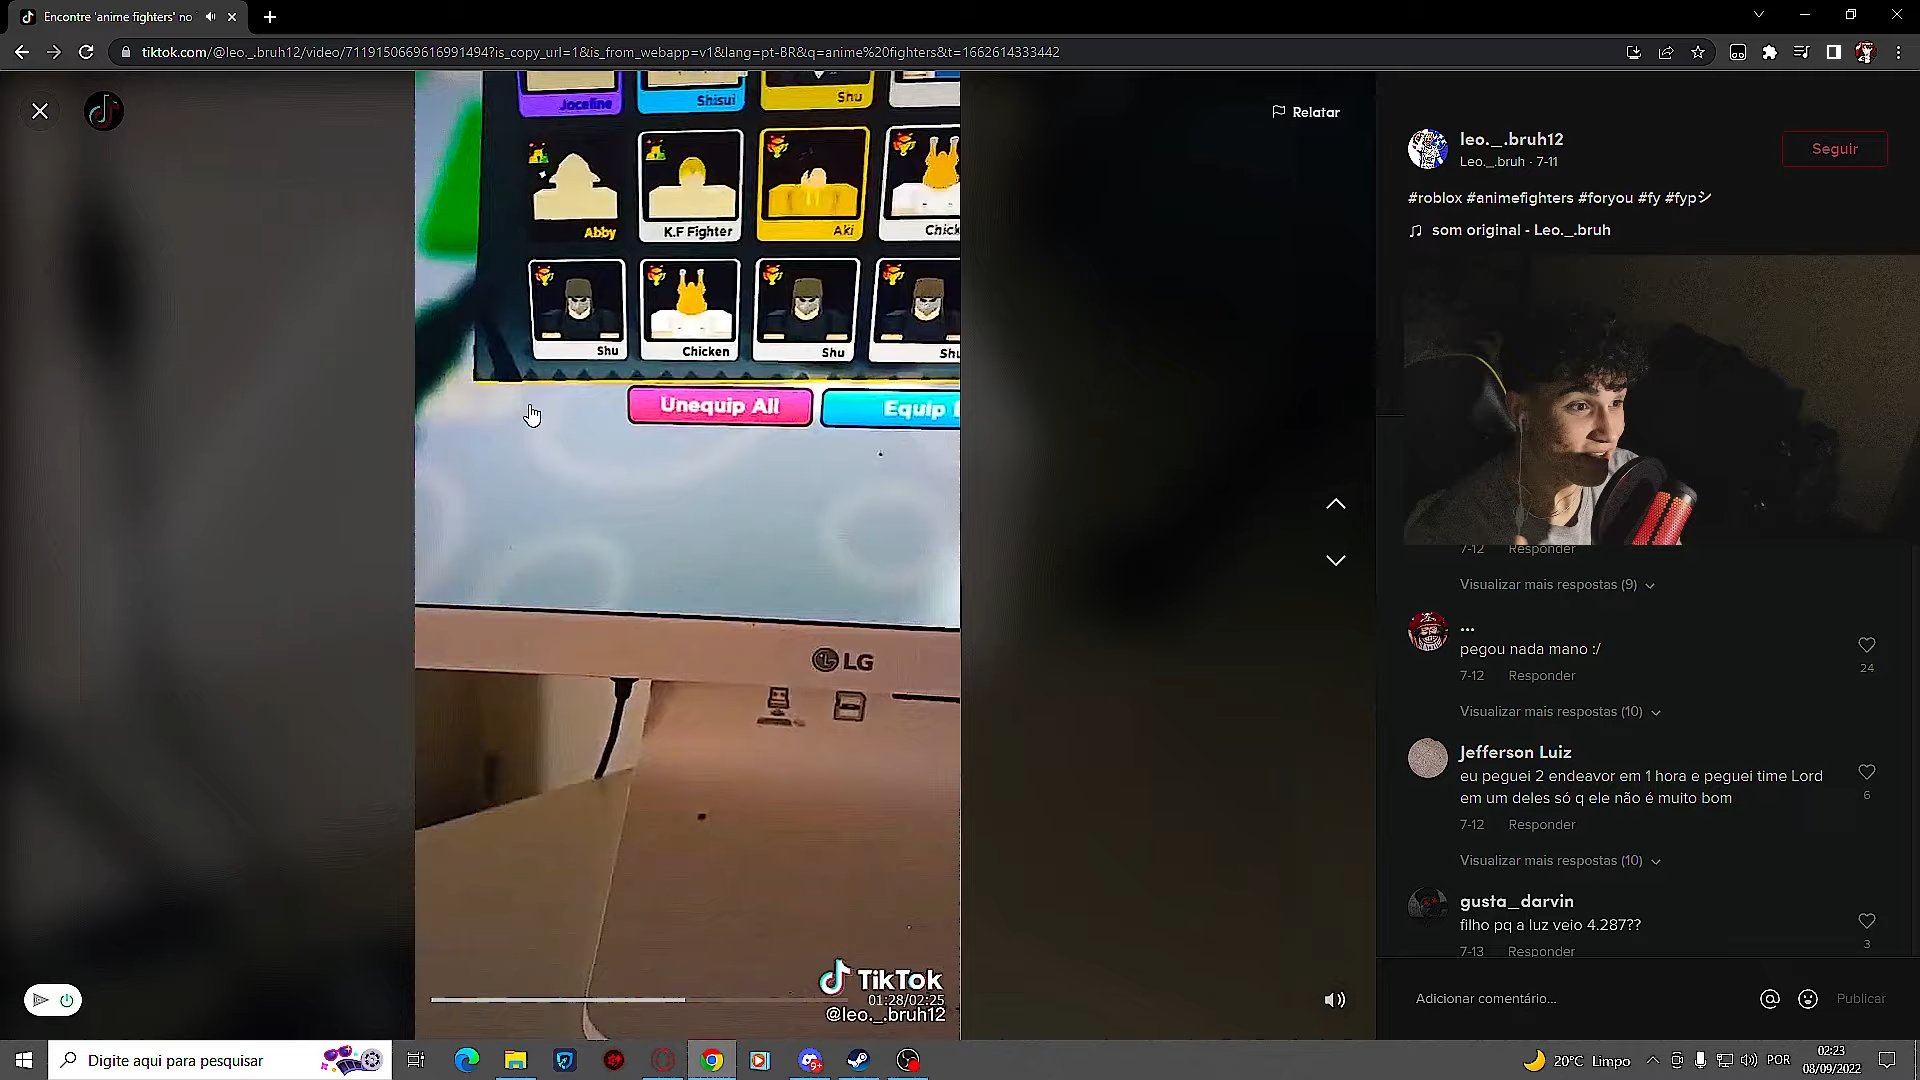 Encontre 'anime fighters' no
tiktok.com/@leo._.bruh12/video/7119150669616991494?is_copy_url=1&is_from_webapp=v1&lang=pt-BR&q=anime%20fighters&t=1662614333442
Joceline
Shisui
Shu
Abby
K.F Fighter
Aki
Chick
Shu
Chicken
Shu
Shu
Unequip All
Equip
LG
TikTok
01:28/02:25
@leo._.bruh12
Relatar
leo._.bruh12
Leo._.bruh · 7-11
Seguir
#roblox #animefighters #foryou #fy #fypシ
som original - Leo._.bruh
7-12 Responder
Visualizar mais respostas (9)
...
pegou nada mano :/
24
7-12 Responder
Visualizar mais respostas (10)
Jefferson Luiz
eu peguei 2 endeavor em 1 hora e peguei time Lord
em um deles só q ele não é muito bom
6
7-12 Responder
Visualizar mais respostas (10)
gusta_darvin
filho pq a luz veio 4.287??
3
7-13 Responder
Adicionar comentário...
Publicar
Digite aqui para pesquisar
9+
20°C Limpo
POR
02:23
08/09/2022